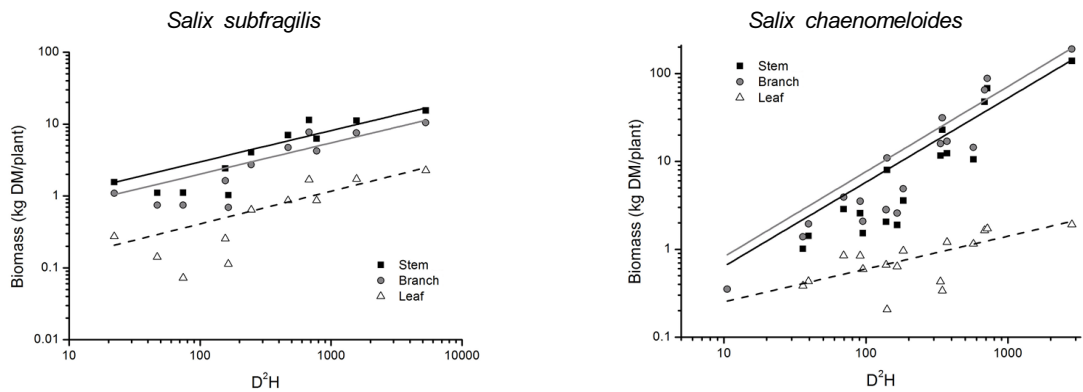 Salix subfragilis
100
10
1
0.1
0.01
Biomass (kg DM/plant)
Stem
Branch
Leaf
10
100
1000
10000
D²H
Salix chaenomeloides
100
10
1
0.1
Biomass (kg DM/plant)
Stem
Branch
Leaf
10
100
1000
D²H